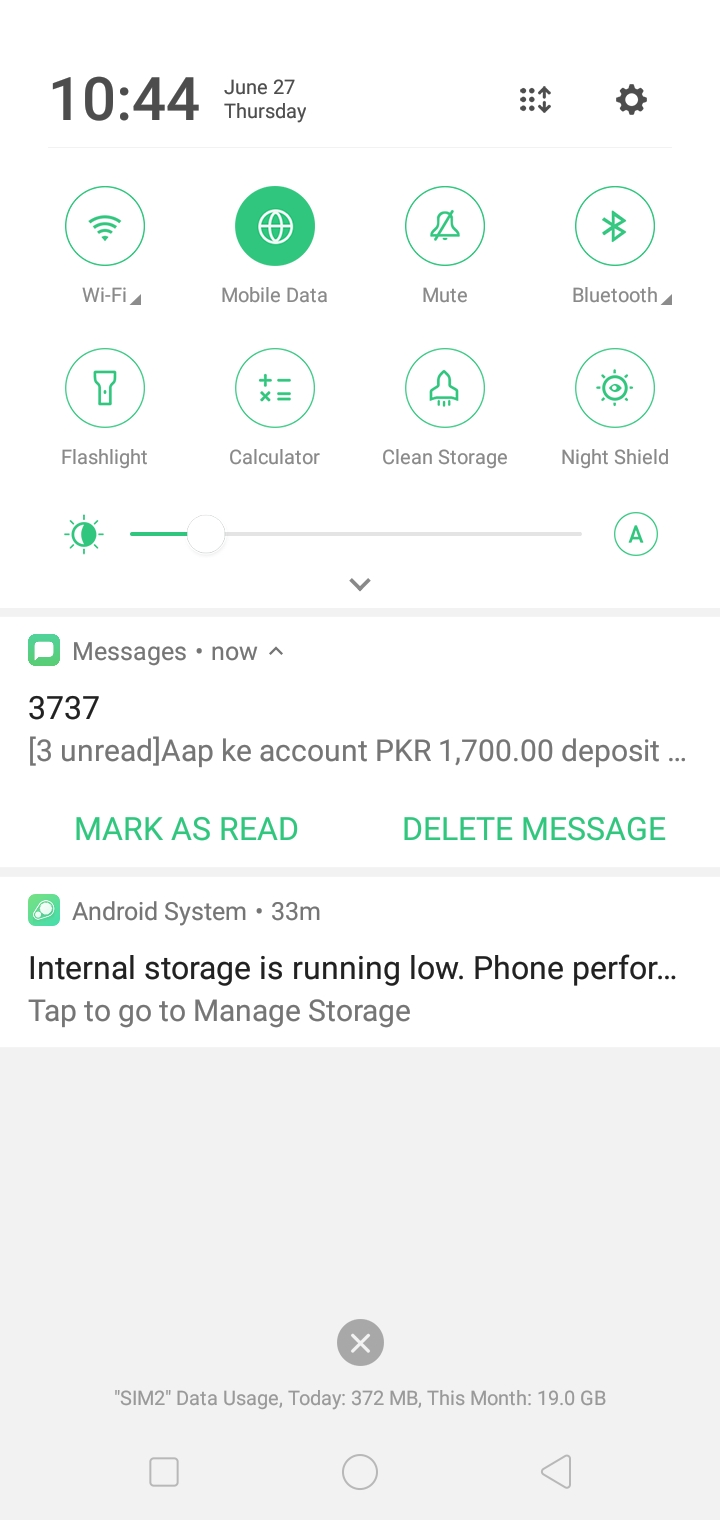 10:44
June 27
Thursday
Wi-Fi
Mobile Data
Mute
Bluetooth
Flashlight
Calculator
Clean Storage
Night Shield
A
Messages • now
3737
[3 unread]Aap ke account PKR 1,700.00 deposit ...
MARK AS READ
DELETE MESSAGE
Android System • 33m
Internal storage is running low. Phone perfor...
Tap to go to Manage Storage
"SIM2" Data Usage, Today: 372 MB, This Month: 19.0 GB